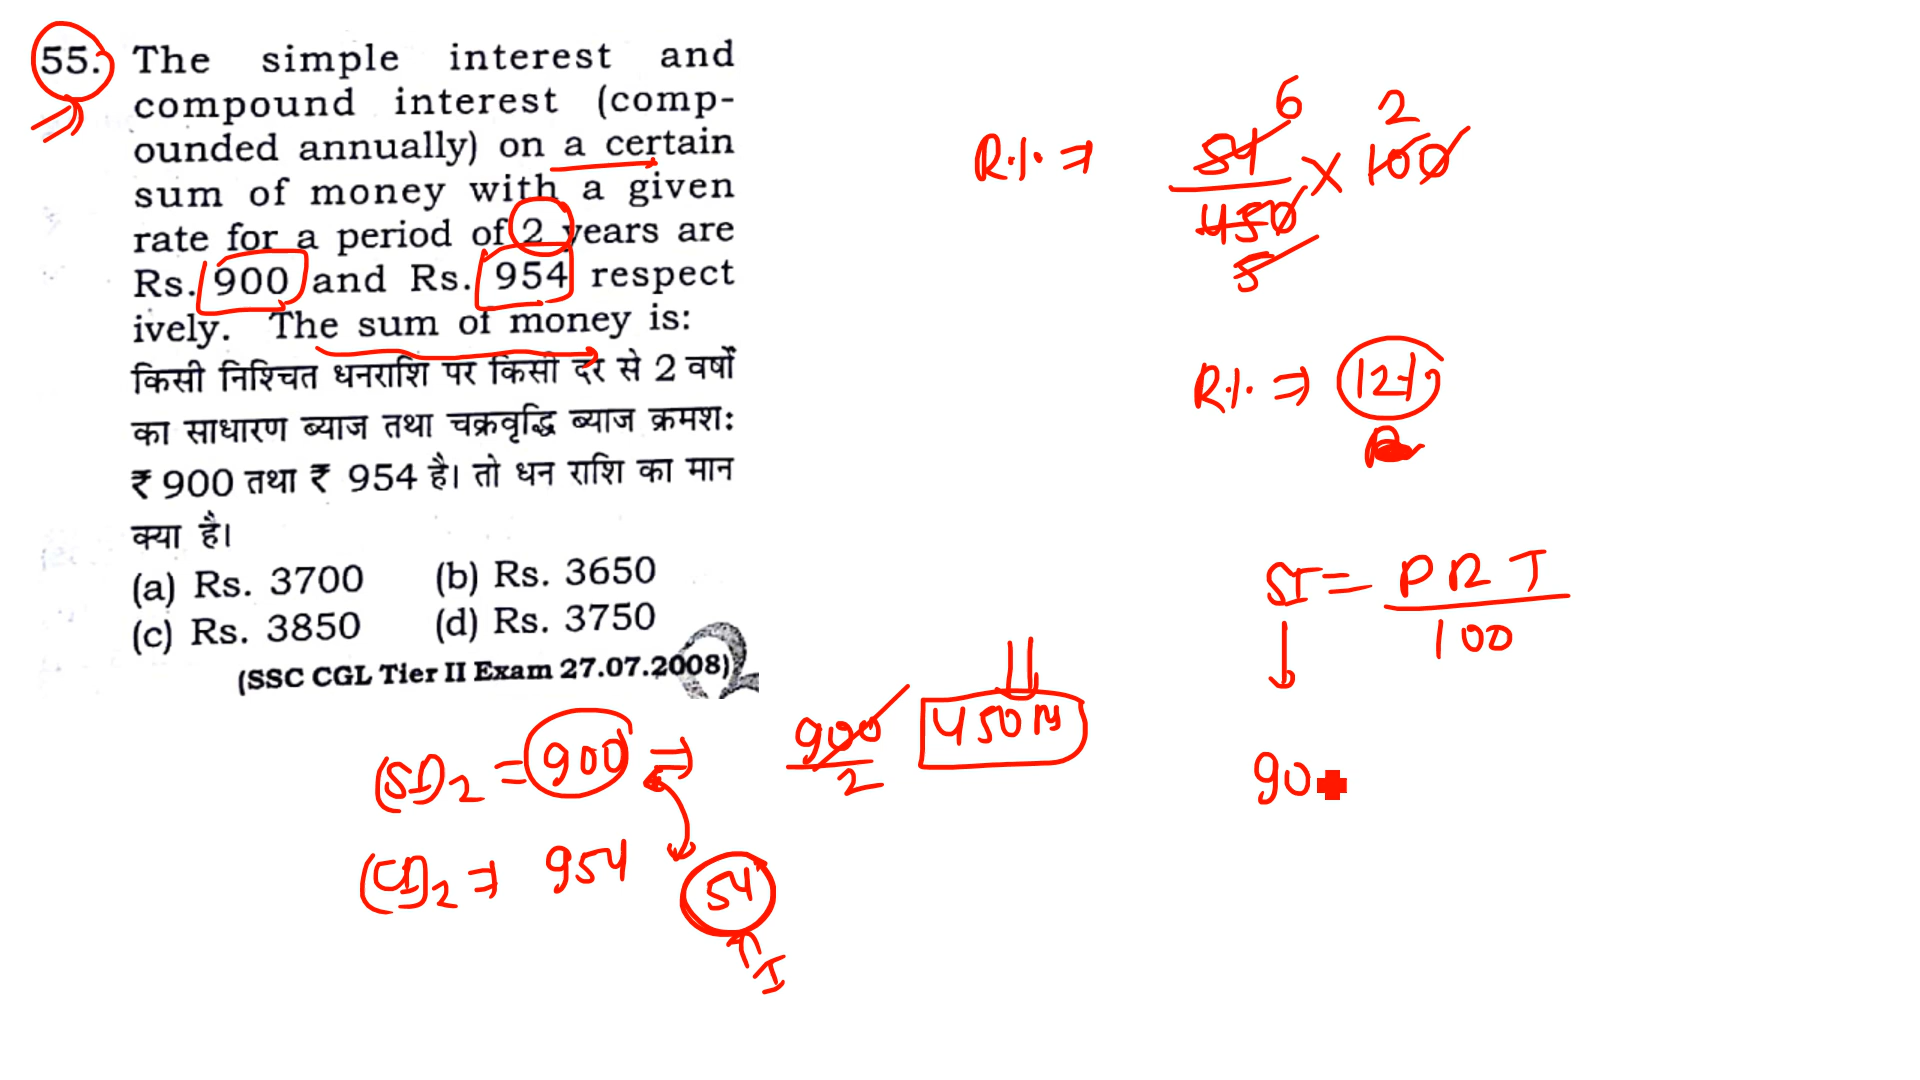 55. The simple interest and
compound interest (comp-
ounded annually) on a certain
sum of money with a given
rate for a period of 2 years are
Rs. 900 and Rs. 954 respect
ively. The sum of money is:
किसी निश्चित धनराशि पर किसी दर से 2 वर्षों
का साधारण ब्याज तथा चक्रवृद्धि ब्याज क्रमशः
₹ 900 तथा ₹ 954 है। तो धन राशि का मान
क्या है।
(a) Rs. 3700 (b) Rs. 3650
(c) Rs. 3850 (d) Rs. 3750
(SSC CGL Tier II Exam 27.07.2008)
(SI)2 = 900 ⇒ 900/2 450
(CI)2 ⇒ 954 54
I
R.%. ⇒ 54/450 × 100
6 2
5
R.%. ⇒ 12%
SI = PRT/100
90